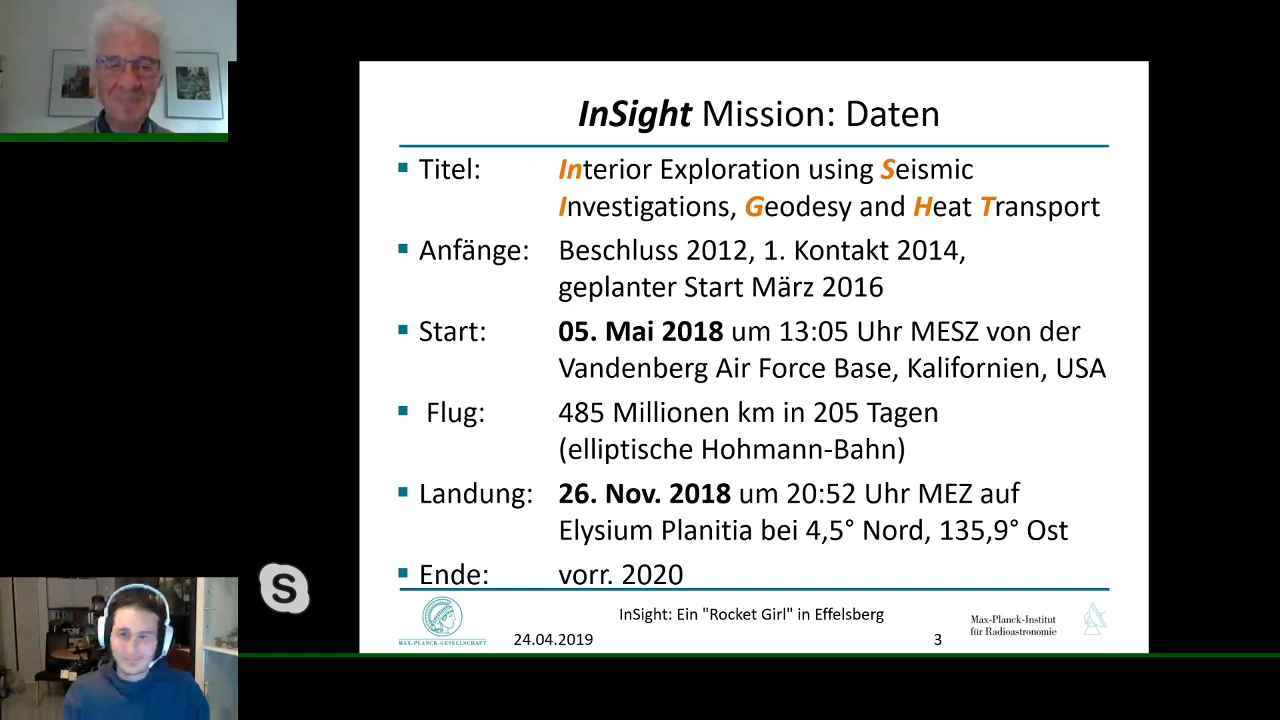 InSight Mission: Daten
Titel: Interior Exploration using Seismic
Investigations, Geodesy and Heat Transport
Anfänge: Beschluss 2012, 1. Kontakt 2014,
geplanter Start März 2016
Start: 05. Mai 2018 um 13:05 Uhr MESZ von der
Vandenberg Air Force Base, Kalifornien, USA
Flug: 485 Millionen km in 205 Tagen
(elliptische Hohmann-Bahn)
Landung: 26. Nov. 2018 um 20:52 Uhr MEZ auf
Elysium Planitia bei 4,5° Nord, 135,9° Ost
Ende: vorr. 2020
S
InSight: Ein "Rocket Girl" in Effelsberg
MAX-PLANCK-GESELLSCHAFT
24.04.2019
3
Max-Planck-Institut
für Radioastronomie